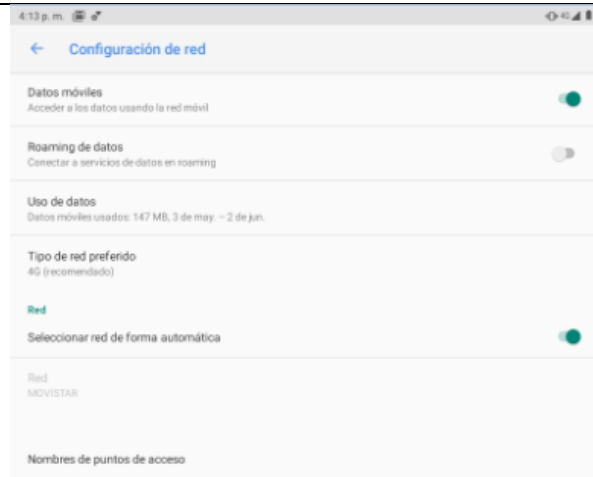 4:13 p. m.
4G
Configuración de red
Datos móviles
Acceder a los datos usando la red móvil
Roaming de datos
Conectar a servicios de datos en roaming
Uso de datos
Datos móviles usados: 147 MB, 3 de may. – 2 de jun.
Tipo de red preferido
4G (recomendado)
Red
Seleccionar red de forma automática
Red
MOVISTAR
Nombres de puntos de acceso